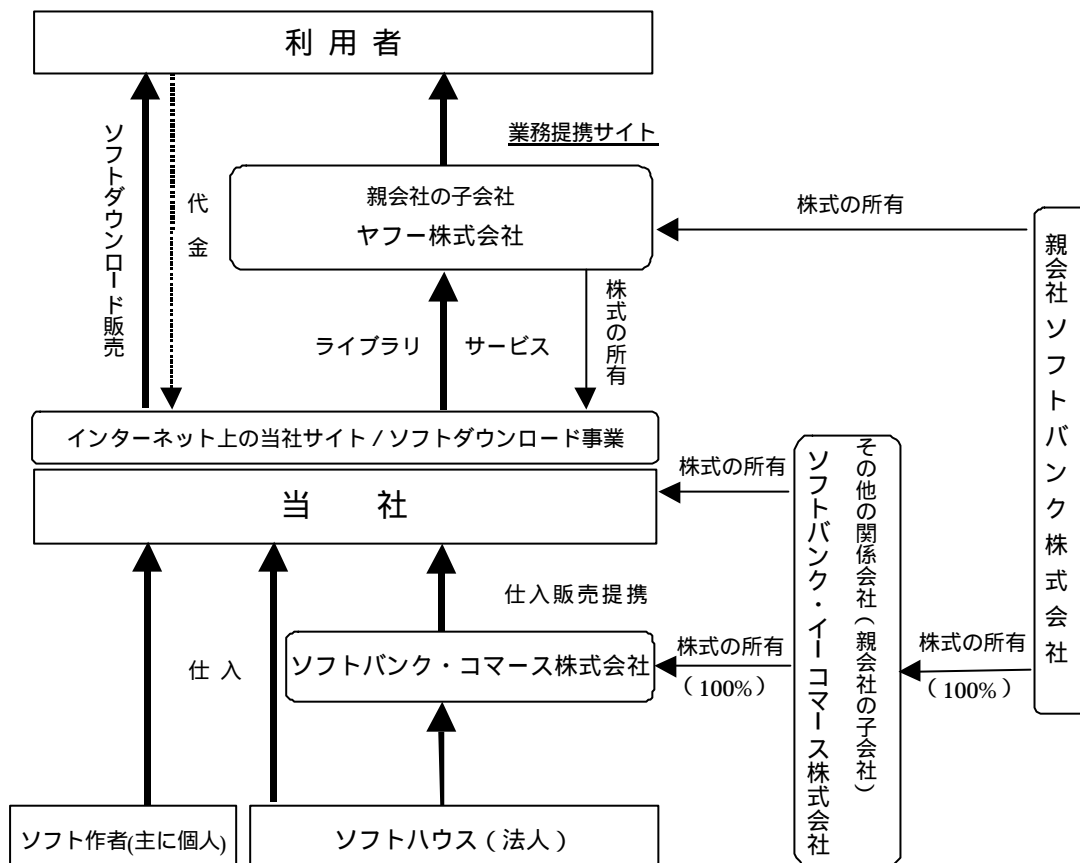 利 用 者
ソフトダウンロード販売
代金
業務提携サイト
親会社の子会社
ヤフー株式会社
株式の所有
株式の所有
親会社 ソフトバンク株式会社
ライブラリ サービス
インターネット上の当社サイト / ソフトダウンロード事業
当 社
株式の所有
その他の関係会社(親会社の子会社)
ソフトバンク・イーコマース株式会社
仕入販売提携
仕 入
ソフトバンク・コマース株式会社
株式の所有
(100%)
株式の所有
(100%)
ソフト作者(主に個人)
ソフトハウス(法人)